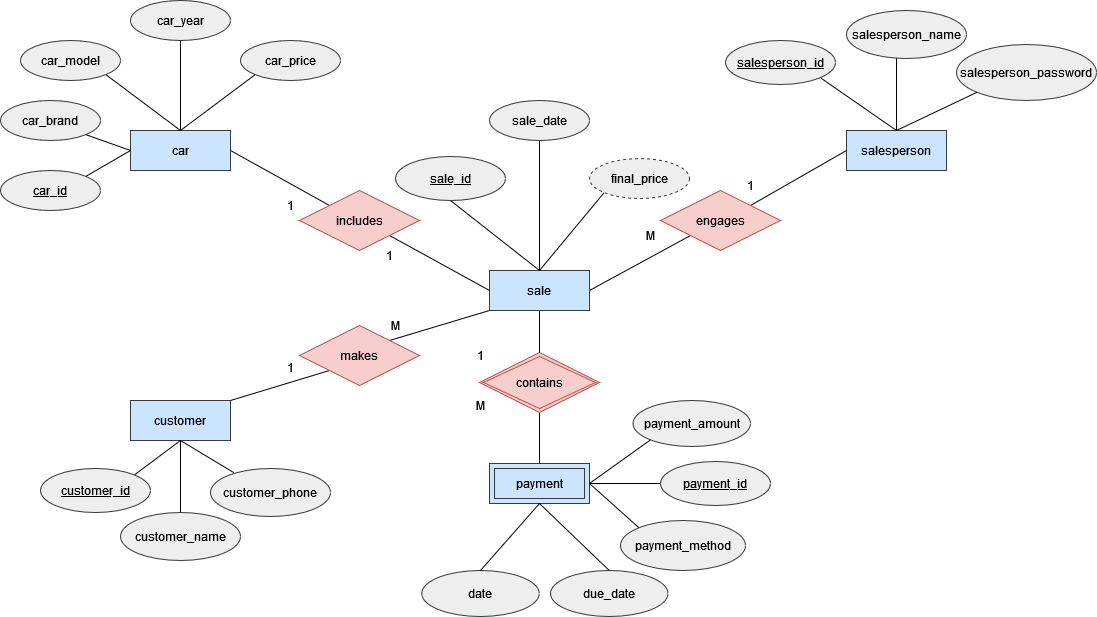 car_year
car_model
car_price
car_brand
car
car_id
salesperson_name
salesperson_id
salesperson_password
salesperson
sale_date
sale_id
final_price
1
includes
1
1
engages
M
sale
M
makes
1
1
contains
M
customer
customer_id
customer_phone
customer_name
payment_amount
payment
payment_id
payment_method
date
due_date